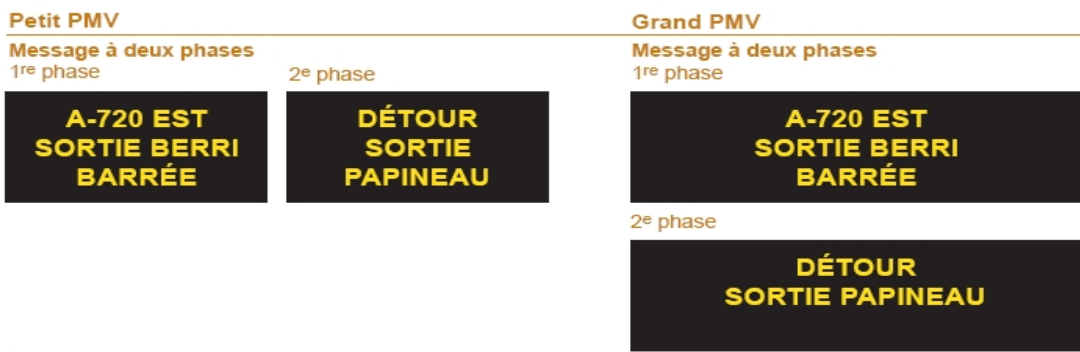 Petit PMV
Message à deux phases
1re phase
A-720 EST
SORTIE BERRI
BARRÉE
2e phase
DÉTOUR
SORTIE
PAPINEAU
Grand PMV
Message à deux phases
1re phase
A-720 EST
SORTIE BERRI
BARRÉE
2e phase
DÉTOUR
SORTIE PAPINEAU